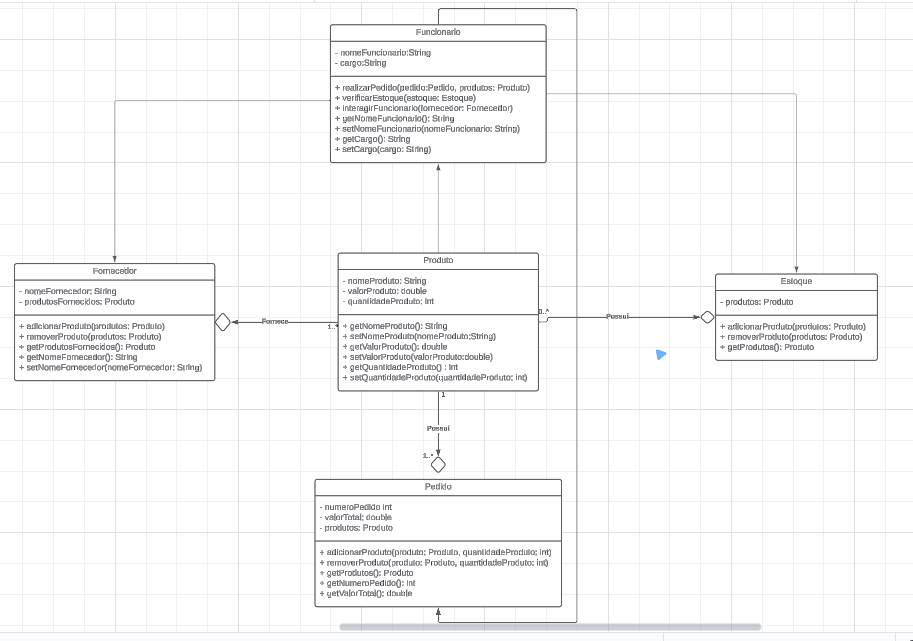 Funcionario
- nomeFuncionario:String
- cargo:String
+ realizarPedido(pedido:Pedido, produtos: Produto)
+ verificarEstoque(estoque: Estoque)
+ interagirFuncionario(fornecedor: Fornecedor)
+ getNomeFuncionario(): String
+ setNomeFuncionario(nomeFuncionario: String)
+ getCargo(): String
+ setCargo(cargo: String)
Fornecedor
- nomeFornecedor: String
- produtosFornecidos: Produto
+ adicionarProduto(produtos: Produto)
+ removerProduto(produtos: Produto)
+ getProdutosFornecidos(): Produto
+ getNomeFornecedor(): String
+ setNomeFornecedor(nomeFornecedor: String)
Fornece
1..*
Produto
- nomeProduto: String
- valorProduto: double
- quantidadeProduto: int
+ getNomeProduto(): String
+ setNomeProduto(nomeProduto:String)
+ getValorProduto(): double
+ setValorProduto(valorProduto:double)
+ getQuantidadeProduto() : int
+ setQuantidadeProduto(quantidadeProduto: int)
0..*
Possui
Estoque
- produtos: Produto
+ adicionarProduto(produtos: Produto)
+ removerProduto(produtos: Produto)
+ getProdutos(): Produto
1
Possui
1..*
Pedido
- numeroPedido int
- valorTotal: double
- produtos: Produto
+ adicionarProduto(produto: Produto, quantidadeProduto: int)
+ removerProduto(produto: Produto, quantidadeProduto: int)
+ getProdutos(): Produto
+ getNumeroPedido(): int
+ getValorTotal(): double